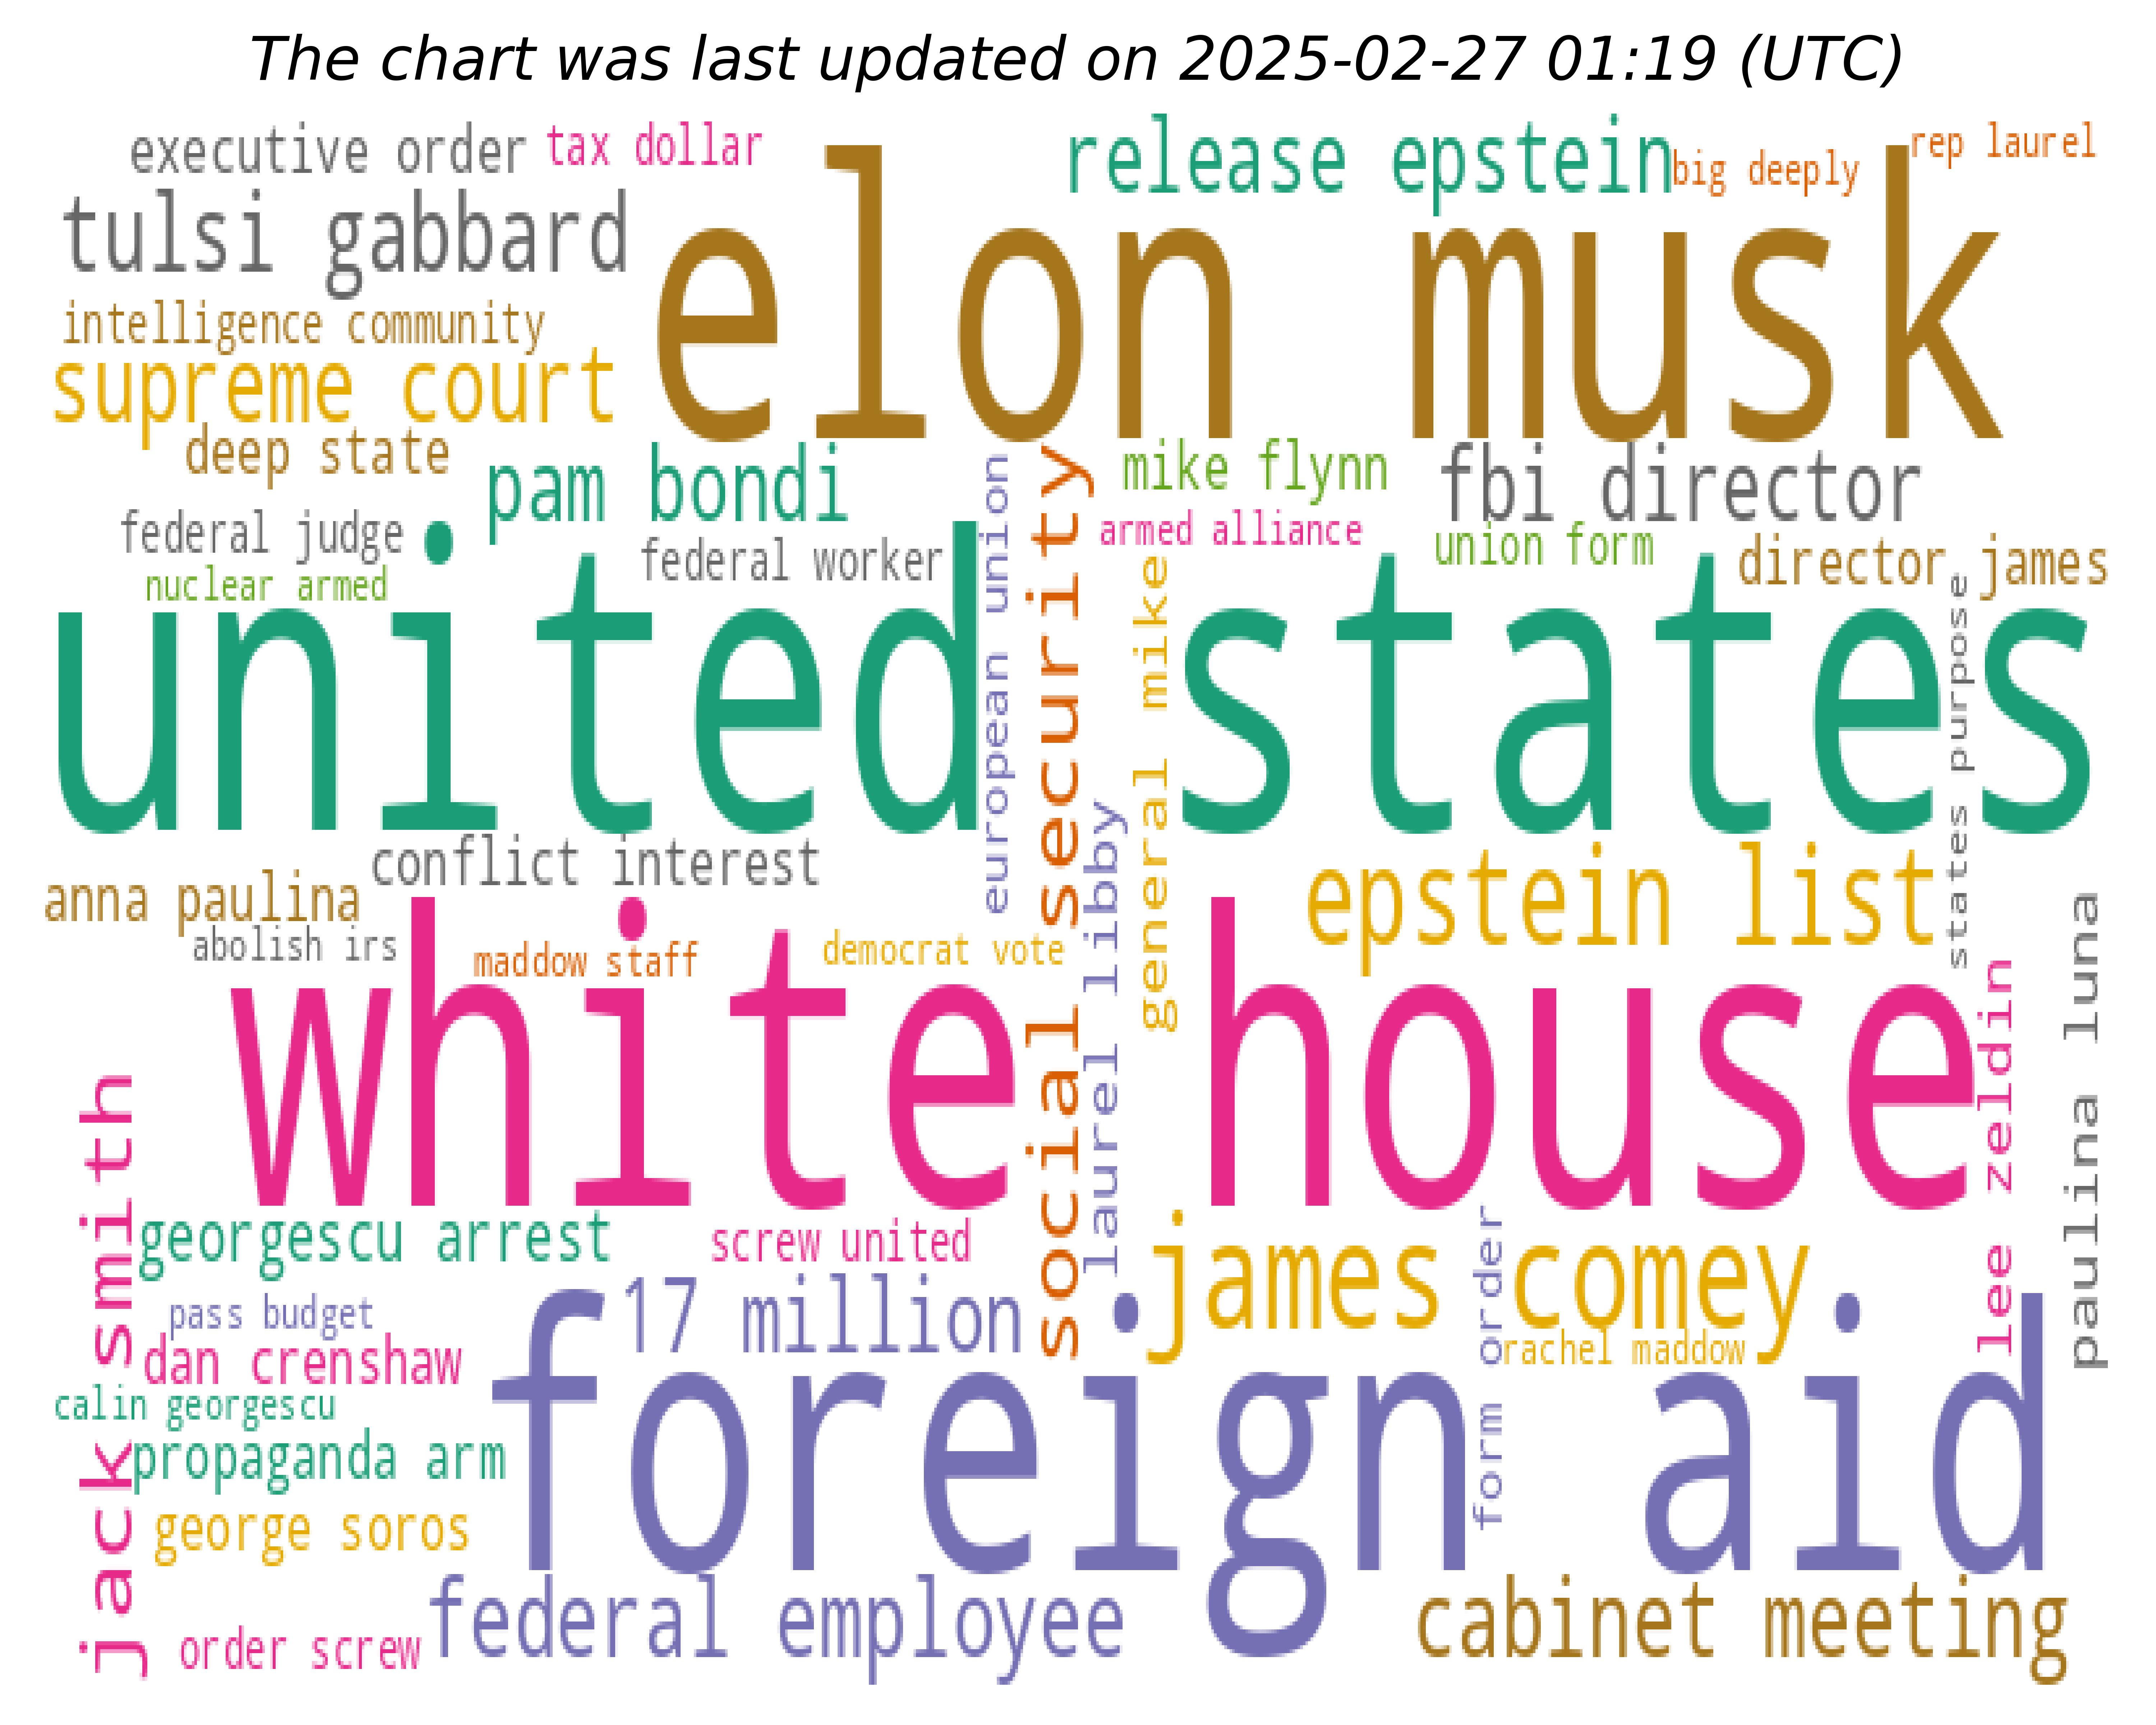 The chart was last updated on 2025-02-27 01:19 (UTC)
executive order
tax dollar
release epstein
big deeply
rep laurel
tulsi gabbard
elon musk
intelligence community
supreme court
deep state
pam bondi
mike flynn
fbi director
federal judge
federal worker
armed alliance
union form
director james
nuclear armed
european union
social security
general mike
states purpose
united states
laurel libby
conflict interest
epstein list
anna paulina
abolish irs
maddow staff
democrat vote
paulina luna
white house
lee zeldin
jack smith
georgescu arrest
screw united
james comey
form order
pass budget
17 million
dan crenshaw
rachel maddow
calin georgescu
foreign aid
propaganda arm
george soros
federal employee
cabinet meeting
order screw